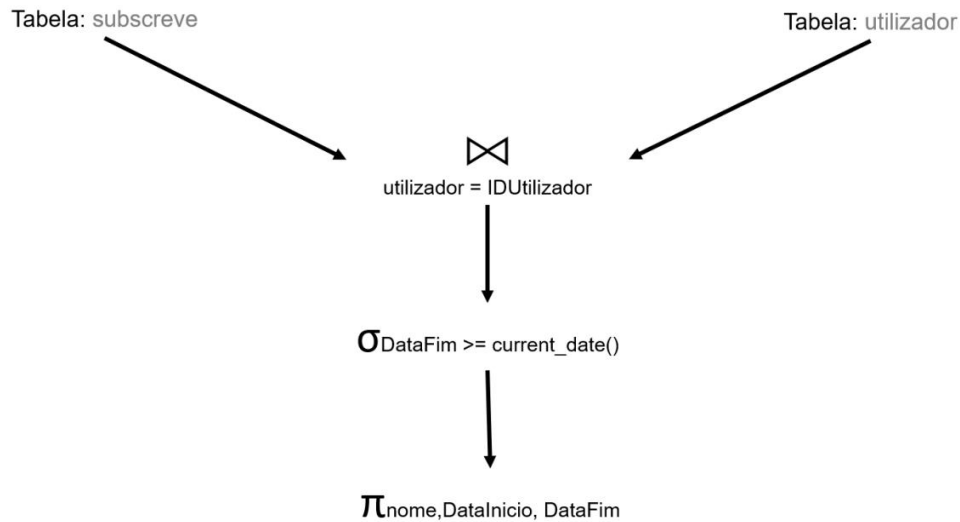 Tabela: subscreve
Tabela: utilizador
⋈
utilizador = IDUtilizador
σDataFim >= current_date()
πnome,DataInicio, DataFim